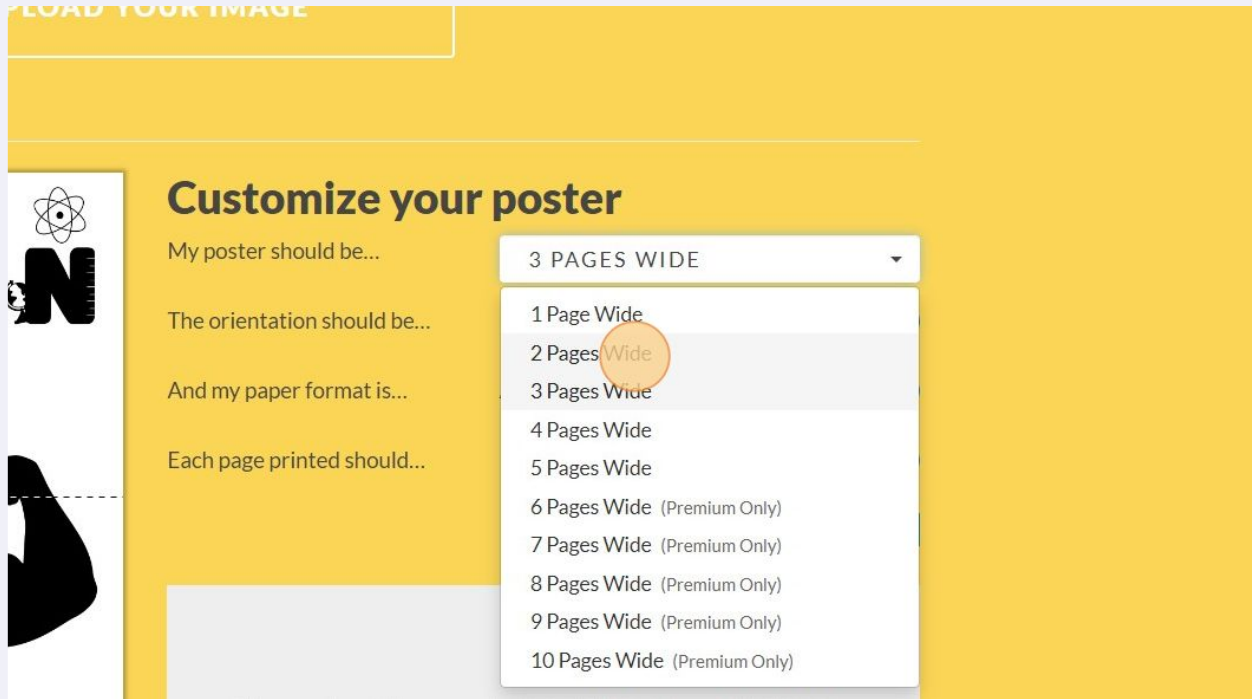 UPLOAD YOUR IMAGE
Customize your poster
My poster should be...
3 PAGES WIDE
The orientation should be...
And my paper format is...
Each page printed should...
1 Page Wide
2 Pages Wide
3 Pages Wide
4 Pages Wide
5 Pages Wide
6 Pages Wide (Premium Only)
7 Pages Wide (Premium Only)
8 Pages Wide (Premium Only)
9 Pages Wide (Premium Only)
10 Pages Wide (Premium Only)
N